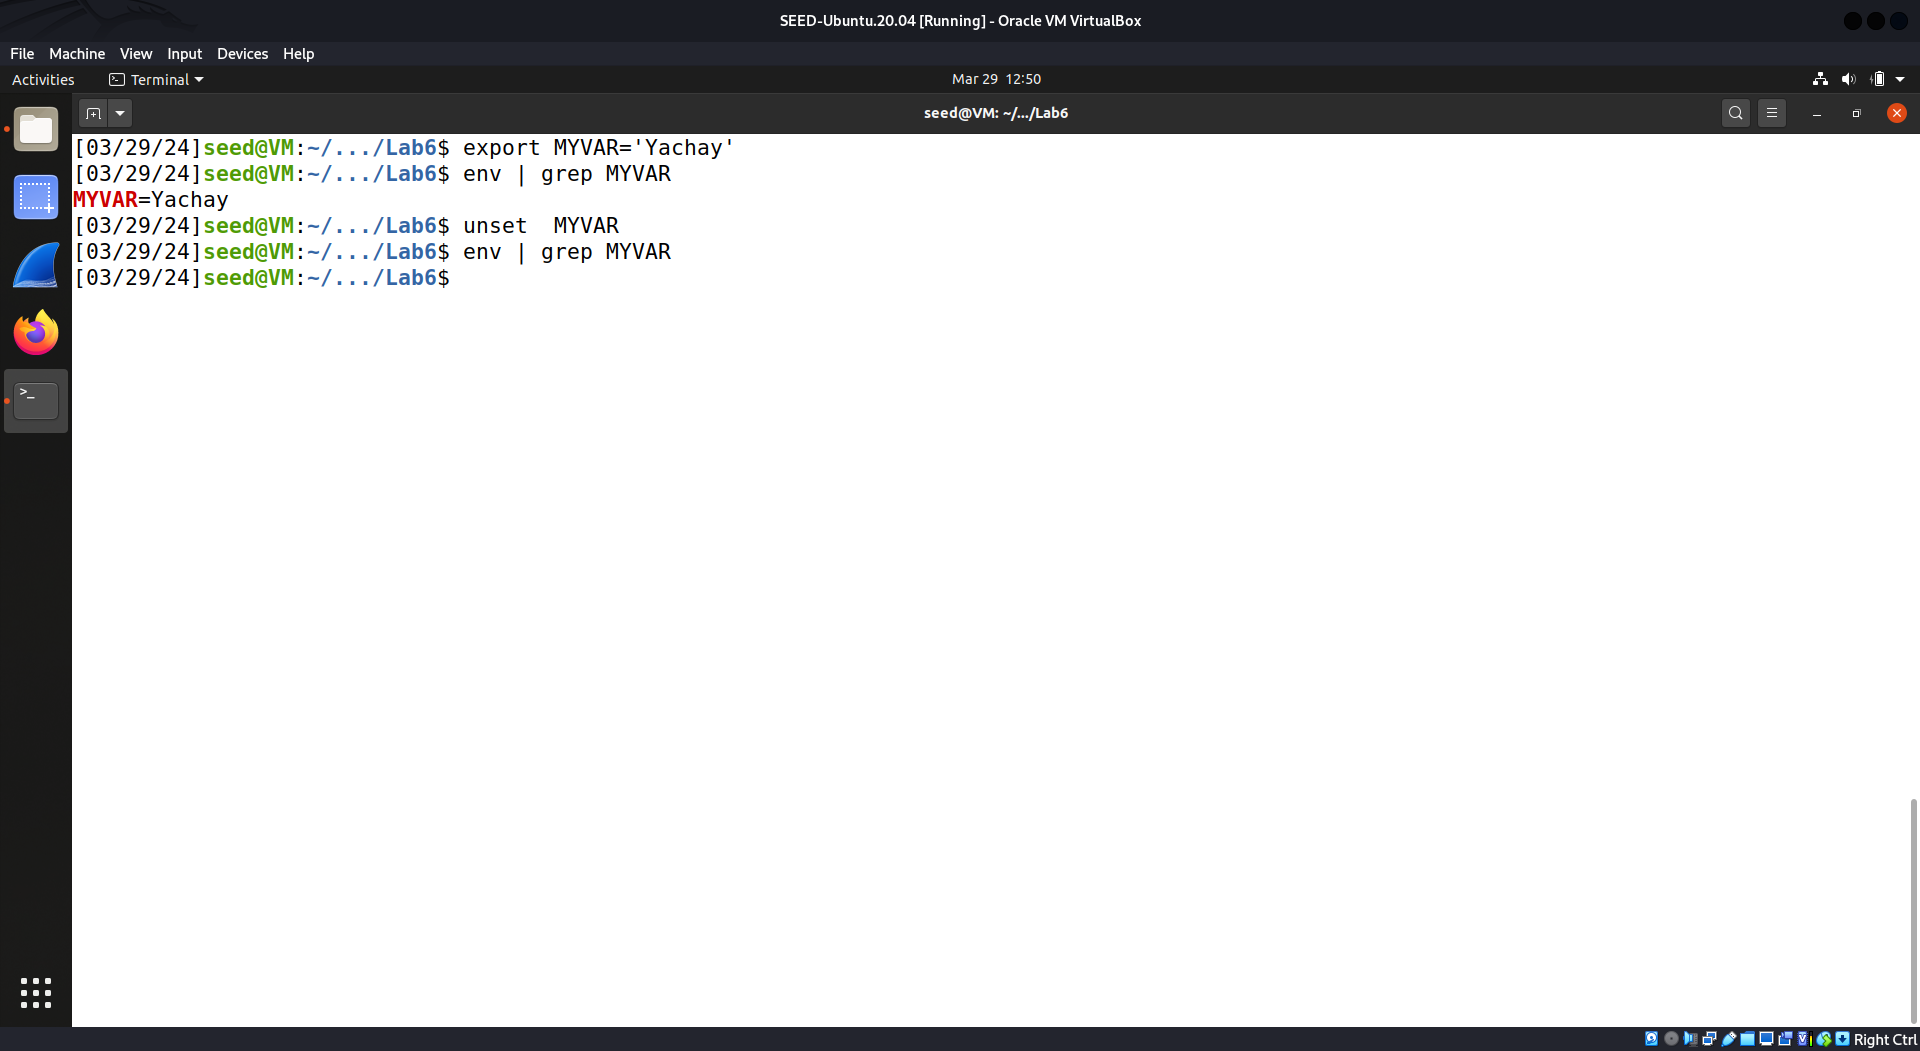 SEED-Ubuntu.20.04 [Running] - Oracle VM VirtualBox
File Machine View Input Devices Help
Activities Terminal Mar 29 12:50
seed@VM: ~/.../Lab6
[03/29/24]seed@VM:~/.../Lab6$ export MYVAR='Yachay'
[03/29/24]seed@VM:~/.../Lab6$ env | grep MYVAR
MYVAR=Yachay
[03/29/24]seed@VM:~/.../Lab6$ unset  MYVAR
[03/29/24]seed@VM:~/.../Lab6$ env | grep MYVAR
[03/29/24]seed@VM:~/.../Lab6$
Right Ctrl